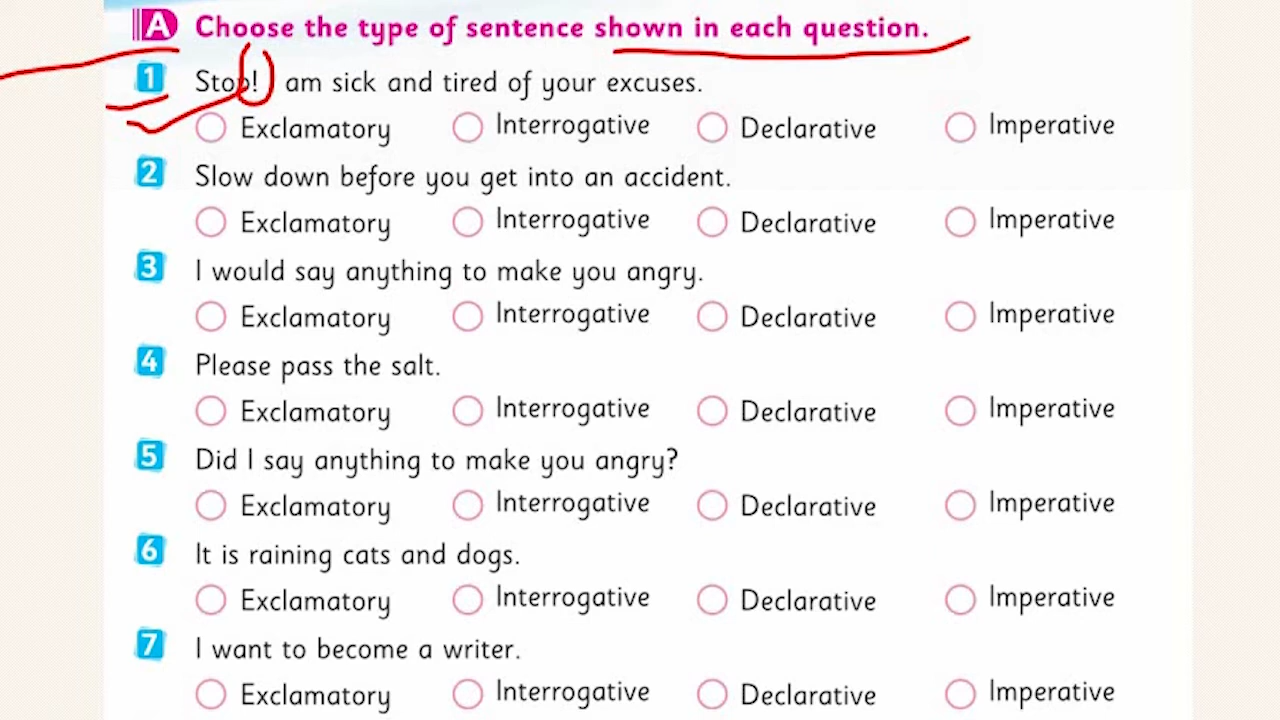 A Choose the type of sentence shown in each question.
1 Stop! am sick and tired of your excuses.
Exclamatory Interrogative Declarative Imperative
2 Slow down before you get into an accident.
Exclamatory Interrogative Declarative Imperative
3 I would say anything to make you angry.
Exclamatory Interrogative Declarative Imperative
4 Please pass the salt.
Exclamatory Interrogative Declarative Imperative
5 Did I say anything to make you angry?
Exclamatory Interrogative Declarative Imperative
6 It is raining cats and dogs.
Exclamatory Interrogative Declarative Imperative
7 I want to become a writer.
Exclamatory Interrogative Declarative Imperative